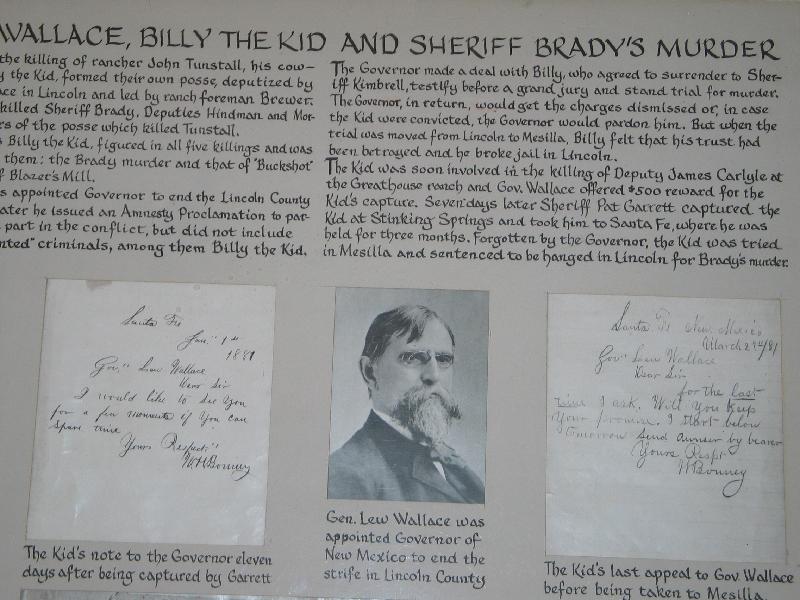 WALLACE, BILLY THE KID AND SHERIFF BRADY'S MURDER
the killing of rancher John Tunstall, his cow-
the Kid, formed their own posse, deputized by
in Lincoln and led by ranch foreman Brewer.
killed Sheriff Brady, Deputies Hindman and Mor-
of the posse which killed Tunstall.
Billy the Kid, figured in all five killings and was
them: the Brady murder and that of "Buckshot"
Blazer's Mill.
appointed Governor to end the Lincoln County
he issued an Amnesty Proclamation to par-
part in the conflict, but did not include
criminals, among them Billy the Kid.
The Governor made a deal with Billy, who agreed to surrender to Sher-
iff Kimbrell, testify before a grand jury and stand trial for murder.
The Governor, in return, would get the charges dismissed or, in case
the Kid were convicted, the Governor would pardon him. But when the
trial was moved from Lincoln to Mesilla, Billy felt that his trust had
been betrayed and he broke jail in Lincoln.
The Kid was soon involved in the killing of Deputy James Carlyle at
the Greathouse ranch and Gov. Wallace offered $500 reward for the
Kid's capture. Seven days later Sheriff Pat Garrett captured the
Kid at Stinking Springs and took him to Santa Fe, where he was
held for three months. Forgotten by the Governor, the Kid was tried
in Mesilla and sentenced to be hanged in Lincoln for Brady's murder.
Santa Fe
Jan." 1st
1881
Gov." Lew Wallace
Dear Sir
I would like to see you
for a few moments if You can
spare time
Yours Respect."
W.H. Bonney
The Kid's note to the Governor eleven
days after being captured by Garrett
Gen. Lew Wallace was
appointed Governor of
New Mexico to end the
strife in Lincoln County
Santa Fe New Mexico
March 27th/81
Gov" Lew Wallace
Dear Sir
for the last
time I ask. Will you Keep
Your promise. I start below
tomorrow send answer by bearer
Yours Respt
W Bonney
The Kid's last appeal to Gov. Wallace
before being taken to Mesilla.